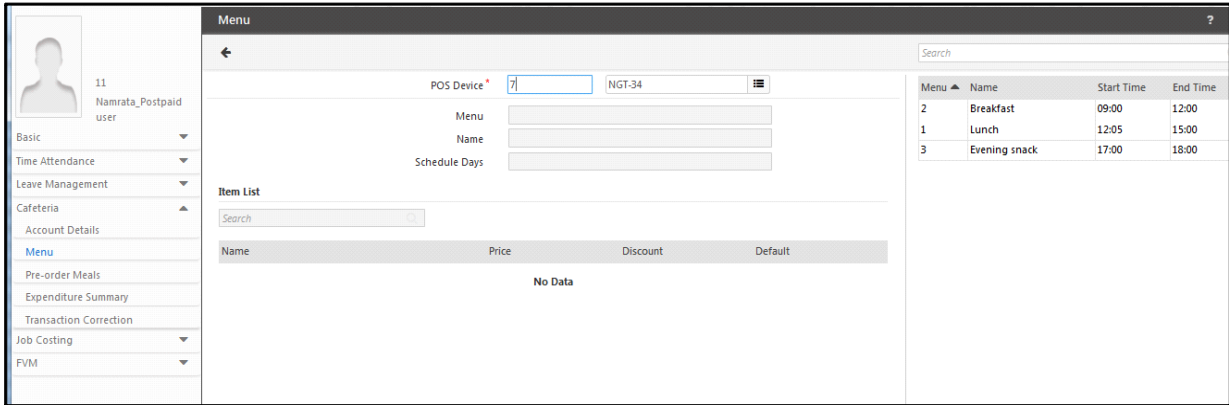 Menu ?
Search
11
Namrata_Postpaid
user
Basic
Time Attendance
Leave Management
Cafeteria
Account Details
Menu
Pre-order Meals
Expenditure Summary
Transaction Correction
Job Costing
FVM
POS Device* 7 NGT-34
Menu
Name
Schedule Days
Item List
Search
Name Price Discount Default
No Data
Menu Name Start Time End Time
2 Breakfast 09:00 12:00
1 Lunch 12:05 15:00
3 Evening snack 17:00 18:00